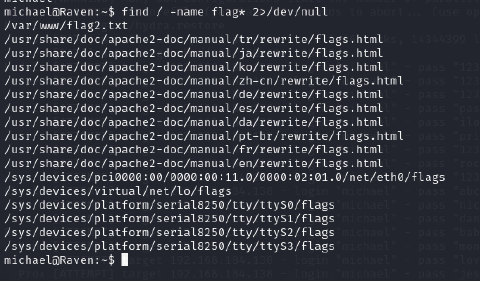 michael@Raven:~$ find / -name flag* 2>/dev/null
/var/www/flag2.txt
/usr/share/doc/apache2-doc/manual/tr/rewrite/flags.html
/usr/share/doc/apache2-doc/manual/ja/rewrite/flags.html
/usr/share/doc/apache2-doc/manual/ko/rewrite/flags.html
/usr/share/doc/apache2-doc/manual/zh-cn/rewrite/flags.html
/usr/share/doc/apache2-doc/manual/de/rewrite/flags.html
/usr/share/doc/apache2-doc/manual/es/rewrite/flags.html
/usr/share/doc/apache2-doc/manual/da/rewrite/flags.html
/usr/share/doc/apache2-doc/manual/pt-br/rewrite/flags.html
/usr/share/doc/apache2-doc/manual/fr/rewrite/flags.html
/usr/share/doc/apache2-doc/manual/en/rewrite/flags.html
/sys/devices/pci0000:00/0000:00:11.0/0000:02:01.0/net/eth0/flags
/sys/devices/virtual/net/lo/flags
/sys/devices/platform/serial8250/tty/ttyS0/flags
/sys/devices/platform/serial8250/tty/ttyS1/flags
/sys/devices/platform/serial8250/tty/ttyS2/flags
/sys/devices/platform/serial8250/tty/ttyS3/flags
michael@Raven:~$